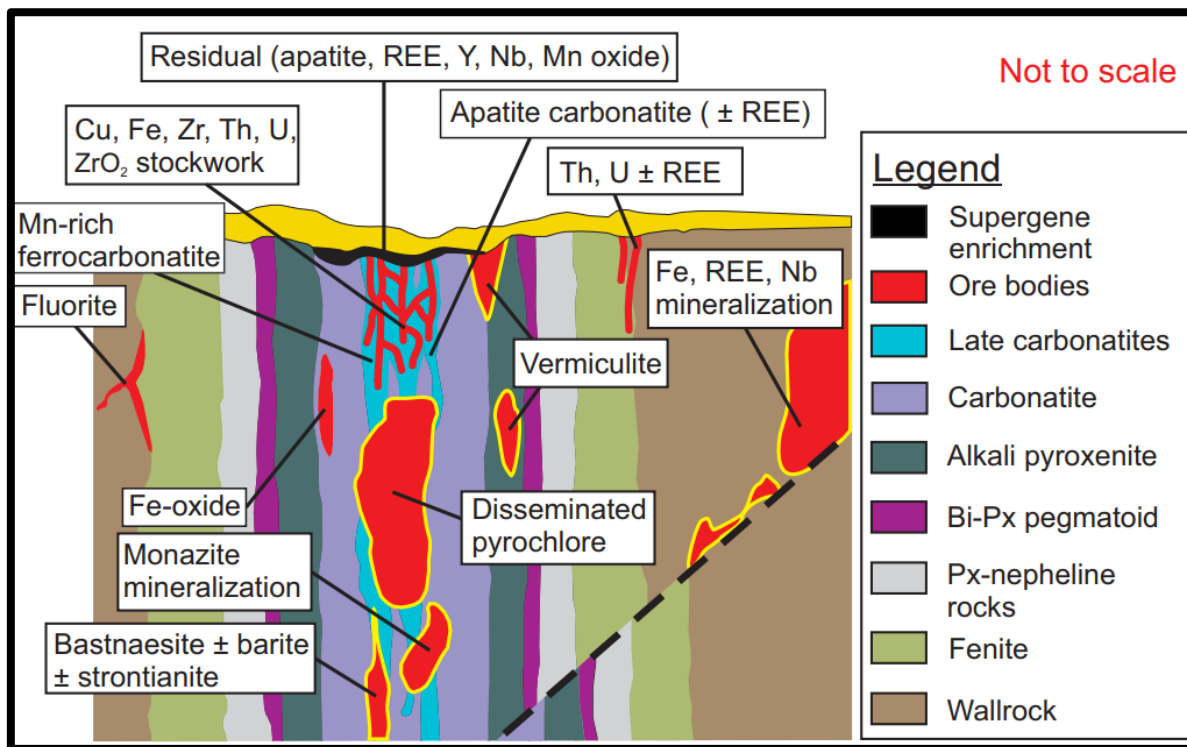 Residual (apatite, REE, Y, Nb, Mn oxide)
Not to scale
Cu, Fe, Zr, Th, U,
ZrO₂ stockwork
Apatite carbonatite ( ± REE)
Th, U ± REE
Mn-rich
ferrocarbonatite
Fluorite
Fe, REE, Nb
mineralization
Vermiculite
Fe-oxide
Disseminated
pyrochlore
Monazite
mineralization
Bastnaesite ± barite
± strontianite
Legend
Supergene
enrichment
Ore bodies
Late carbonatites
Carbonatite
Alkali pyroxenite
Bi-Px pegmatoid
Px-nepheline
rocks
Fenite
Wallrock